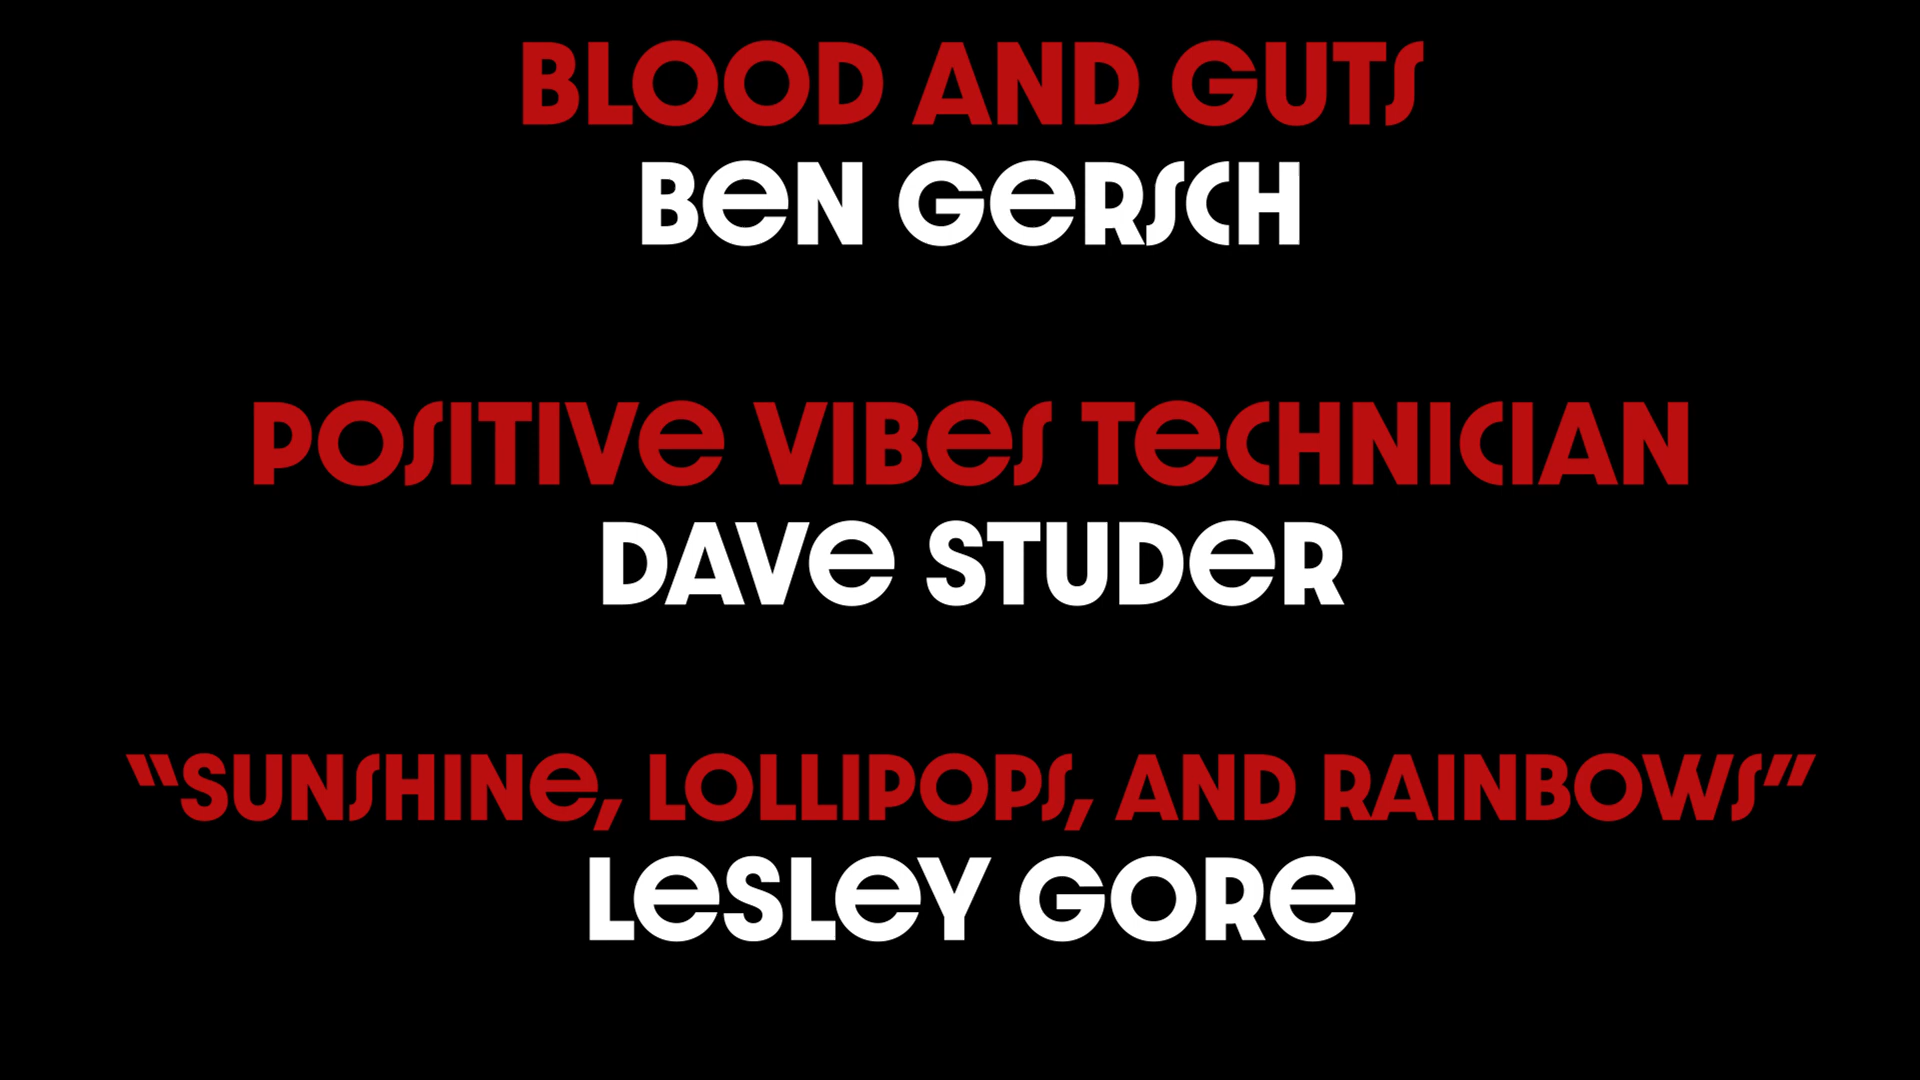 BLOOD AND GUTS
BeN GeRSCH
POSITIVe VIBeS TeCHNICIAN
DAVe STUDeR
“SUNSHINe, LOLLIPOPS, AND RAINBOWS”
LeSLeY GORe